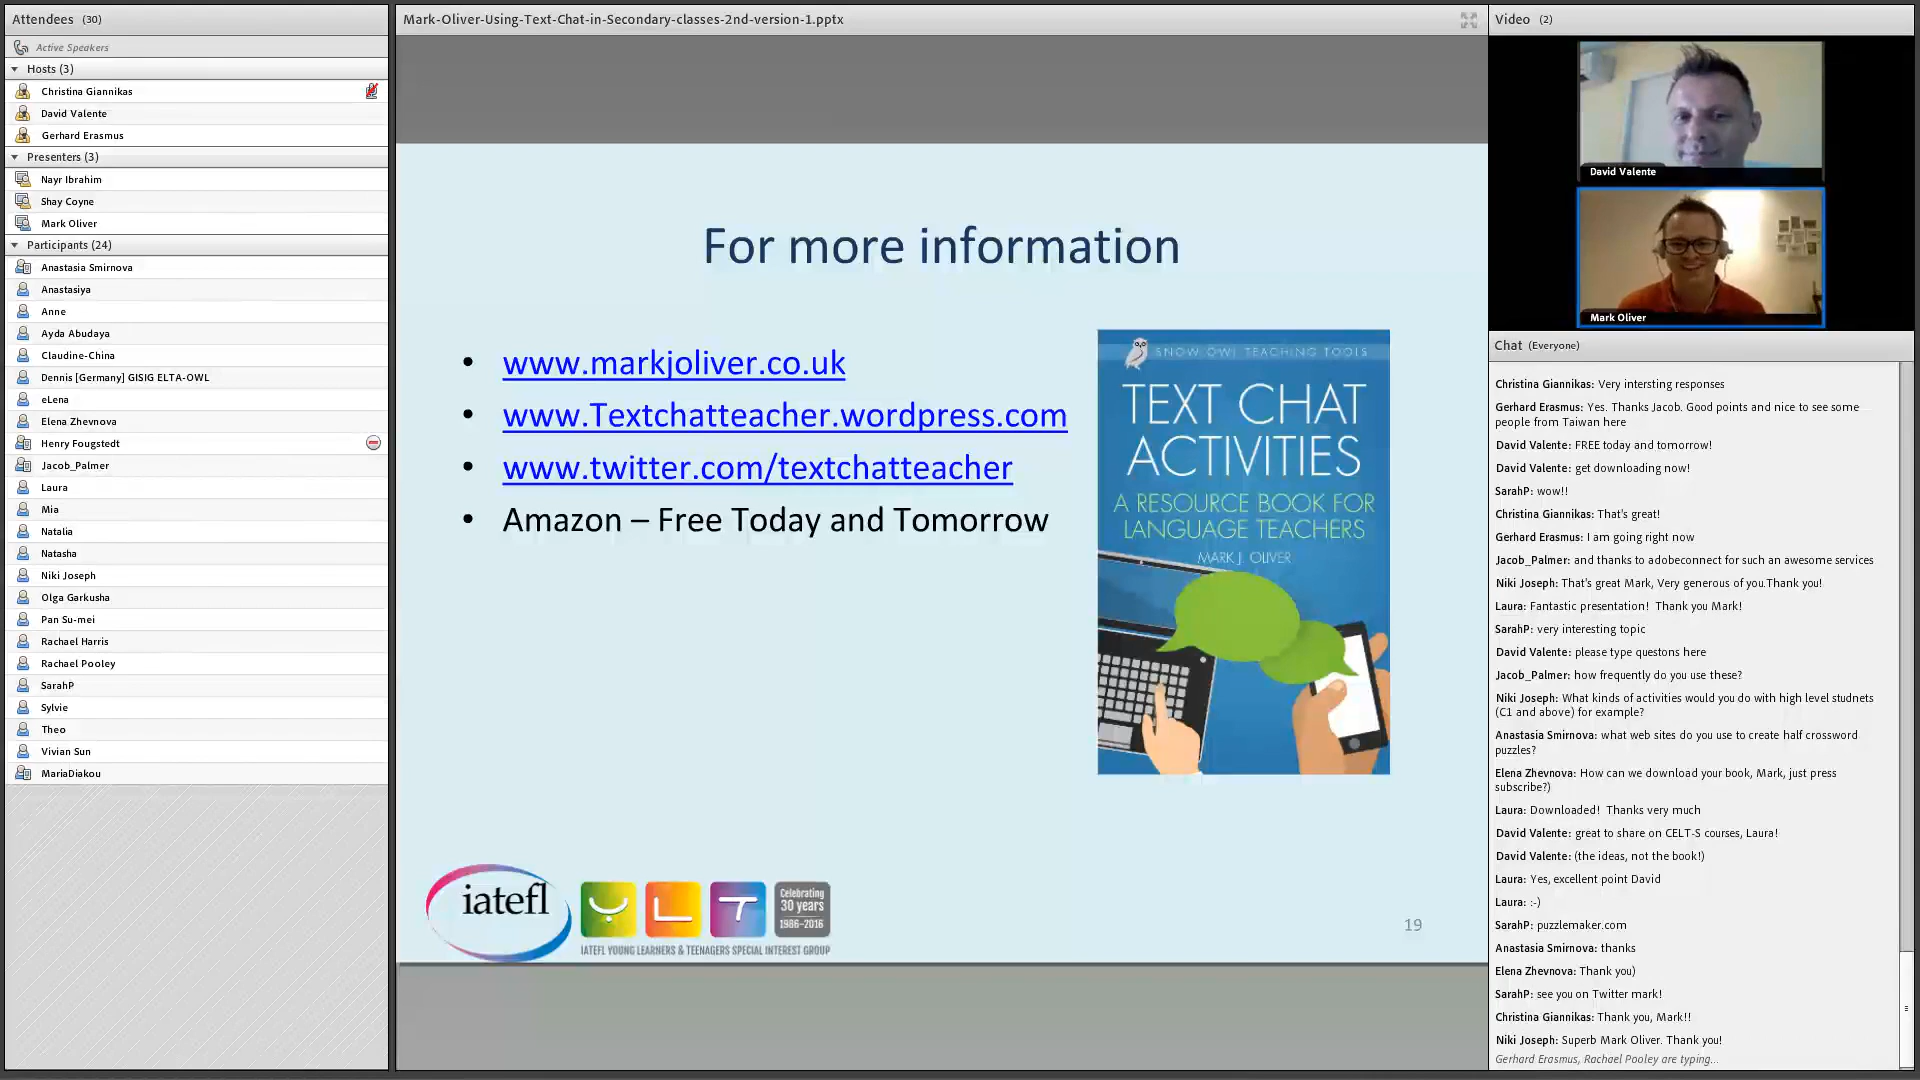 Attendees (30)
Active Speakers
Hosts (3)
Christina Giannikas
David Valente
Gerhard Erasmus
Presenters (3)
Nayr Ibrahim
Shay Coyne
Mark Oliver
Participants (24)
Anastasia Smirnova
Anastasiya
Anne
Ayda Abudaya
Claudine-China
Dennis [Germany] GISIG ELTA-OWL
eLena
Elena Zhevnova
Henry Fougstedt
Jacob_Palmer
Laura
Mia
Natalia
Natasha
Niki Joseph
Olga Garkusha
Pan Su-mei
Rachael Harris
Rachael Pooley
SarahP
Sylvie
Theo
Vivian Sun
MariaDiakou
Mark-Oliver-Using-Text-Chat-in-Secondary-classes-2nd-version-1.pptx
For more information
• www.markjoliver.co.uk
• www.Textchatteacher.wordpress.com
• www.twitter.com/textchatteacher
• Amazon – Free Today and Tomorrow
SNOW OWL TEACHING TOOLS
TEXT CHAT
ACTIVITIES
A RESOURCE BOOK FOR
LANGUAGE TEACHERS
MARK J. OLIVER
iatefl
Y L T
Celebrating
30 years
1986-2016
IATEFL YOUNG LEARNERS & TEENAGERS SPECIAL INTEREST GROUP
19
Video (2)
David Valente
Mark Oliver
Chat (Everyone)
Christina Giannikas: Very intersting responses
Gerhard Erasmus: Yes. Thanks Jacob. Good points and nice to see some
people from Taiwan here
David Valente: FREE today and tomorrow!
David Valente: get downloading now!
SarahP: wow!!
Christina Giannikas: That's great!
Gerhard Erasmus: I am going right now
Jacob_Palmer: and thanks to adobeconnect for such an awesome services
Niki Joseph: That's great Mark, Very generous of you.Thank you!
Laura: Fantastic presentation! Thank you Mark!
SarahP: very interesting topic
David Valente: please type questons here
Jacob_Palmer: how frequently do you use these?
Niki Joseph: What kinds of activities would you do with high level studnets
(C1 and above) for example?
Anastasia Smirnova: what web sites do you use to create half crossword
puzzles?
Elena Zhevnova: How can we download your book, Mark, just press
subscribe?)
Laura: Downloaded! Thanks very much
David Valente: great to share on CELT-S courses, Laura!
David Valente: (the ideas, not the book!)
Laura: Yes, excellent point David
Laura: :-)
SarahP: puzzlemaker.com
Anastasia Smirnova: thanks
Elena Zhevnova: Thank you)
SarahP: see you on Twitter mark!
Christina Giannikas: Thank you, Mark!!
Niki Joseph: Superb Mark Oliver. Thank you!
Gerhard Erasmus, Rachael Pooley are typing...